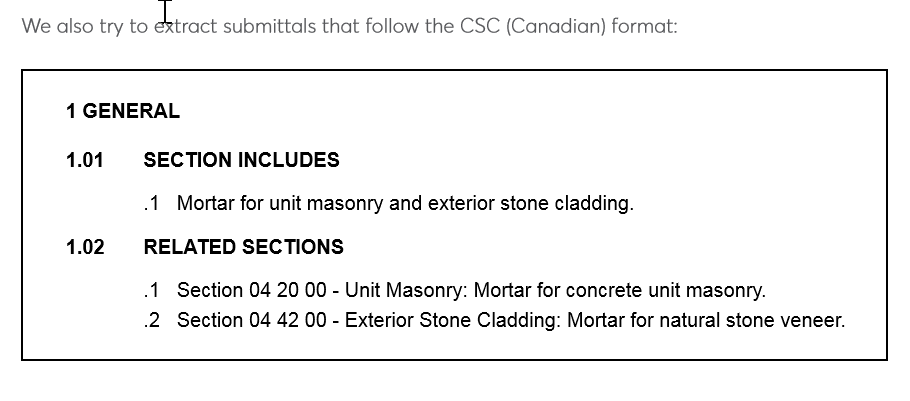 We also try to extract submittals that follow the CSC (Canadian) format:
1 GENERAL
1.01 SECTION INCLUDES
.1 Mortar for unit masonry and exterior stone cladding.
1.02 RELATED SECTIONS
.1 Section 04 20 00 - Unit Masonry: Mortar for concrete unit masonry.
.2 Section 04 42 00 - Exterior Stone Cladding: Mortar for natural stone veneer.